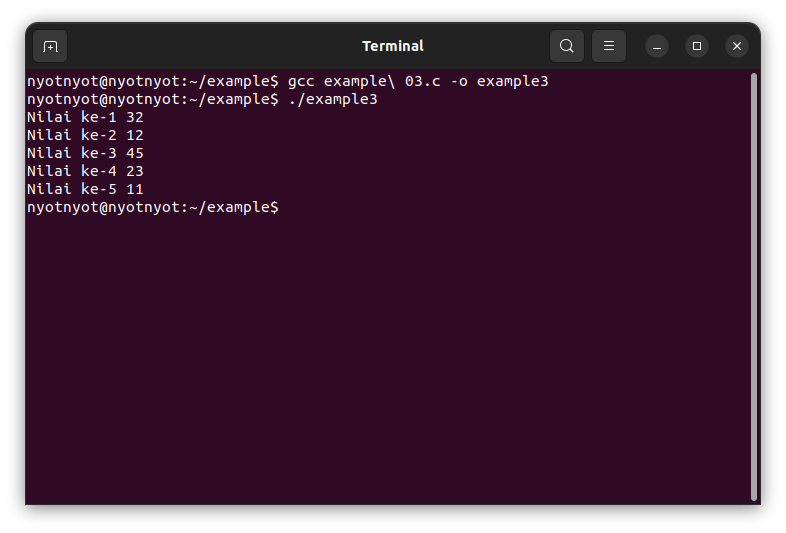 Terminal
nyotnyot@nyotnyot:~/example$ gcc example\ 03.c -o example3
nyotnyot@nyotnyot:~/example$ ./example3
Nilai ke-1 32
Nilai ke-2 12
Nilai ke-3 45
Nilai ke-4 23
Nilai ke-5 11
nyotnyot@nyotnyot:~/example$